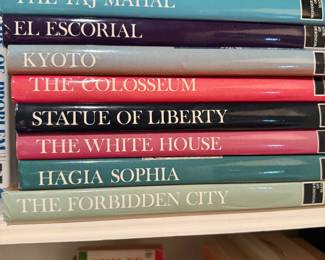 THE TAJ MAHAL
EL ESCORIAL
KYOTO
THE COLOSSEUM
STATUE OF LIBERTY
THE WHITE HOUSE
HAGIA SOPHIA
THE FORBIDDEN CITY